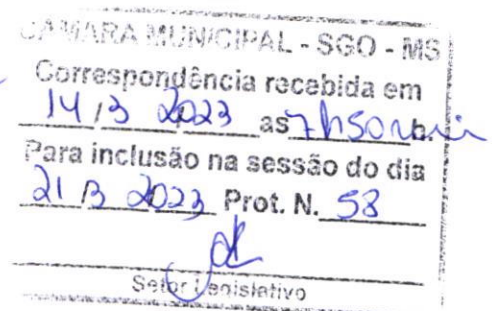 CÂMARA MUNICIPAL - SGO - MS
Correspondência recebida em
14 / 3 2023 as 7h50min h.
Para inclusão na sessão do dia
21 / 3 2023 Prot. N. 58
Setor Legislativo